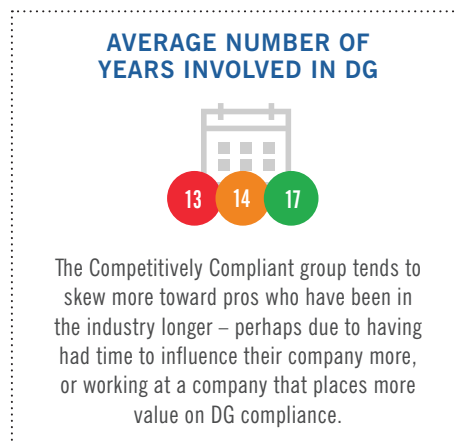 AVERAGE NUMBER OF
YEARS INVOLVED IN DG
13 14 17
The Competitively Compliant group tends to
skew more toward pros who have been in
the industry longer – perhaps due to having
had time to influence their company more,
or working at a company that places more
value on DG compliance.